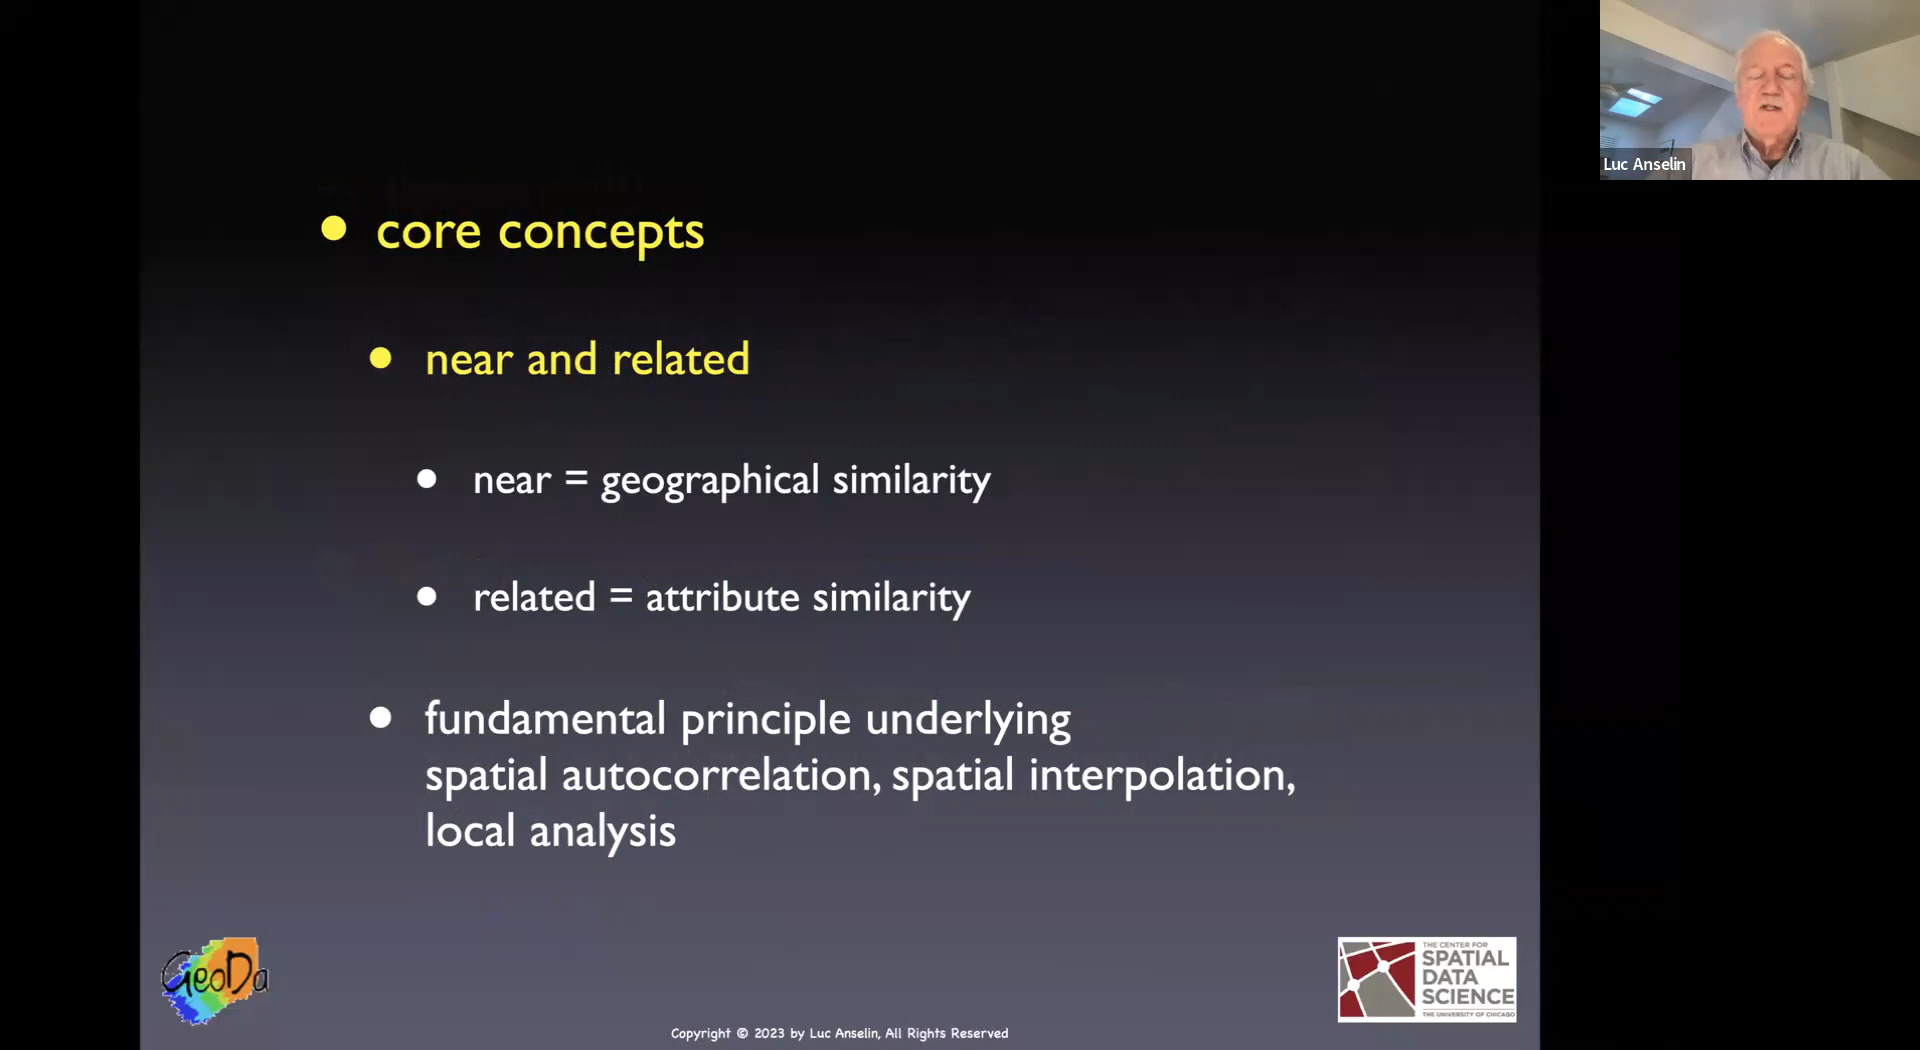 Luc Anselin
core concepts
near and related
near = geographical similarity
related = attribute similarity
fundamental principle underlying
spatial autocorrelation, spatial interpolation,
local analysis
GeoDa
THE CENTER FOR
SPATIAL
DATA
SCIENCE
THE UNIVERSITY OF CHICAGO
Copyright © 2023 by Luc Anselin, All Rights Reserved